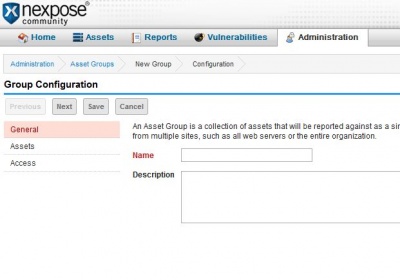 nexpose®
community
Home Assets Reports Vulnerabilities Administration
Administration Asset Groups New Group Configuration
Group Configuration
Previous Next Save Cancel
General
Assets
Access
An Asset Group is a collection of assets that will be reported against as a si
from multiple sites, such as all web servers or the entire organization.
Name
Description